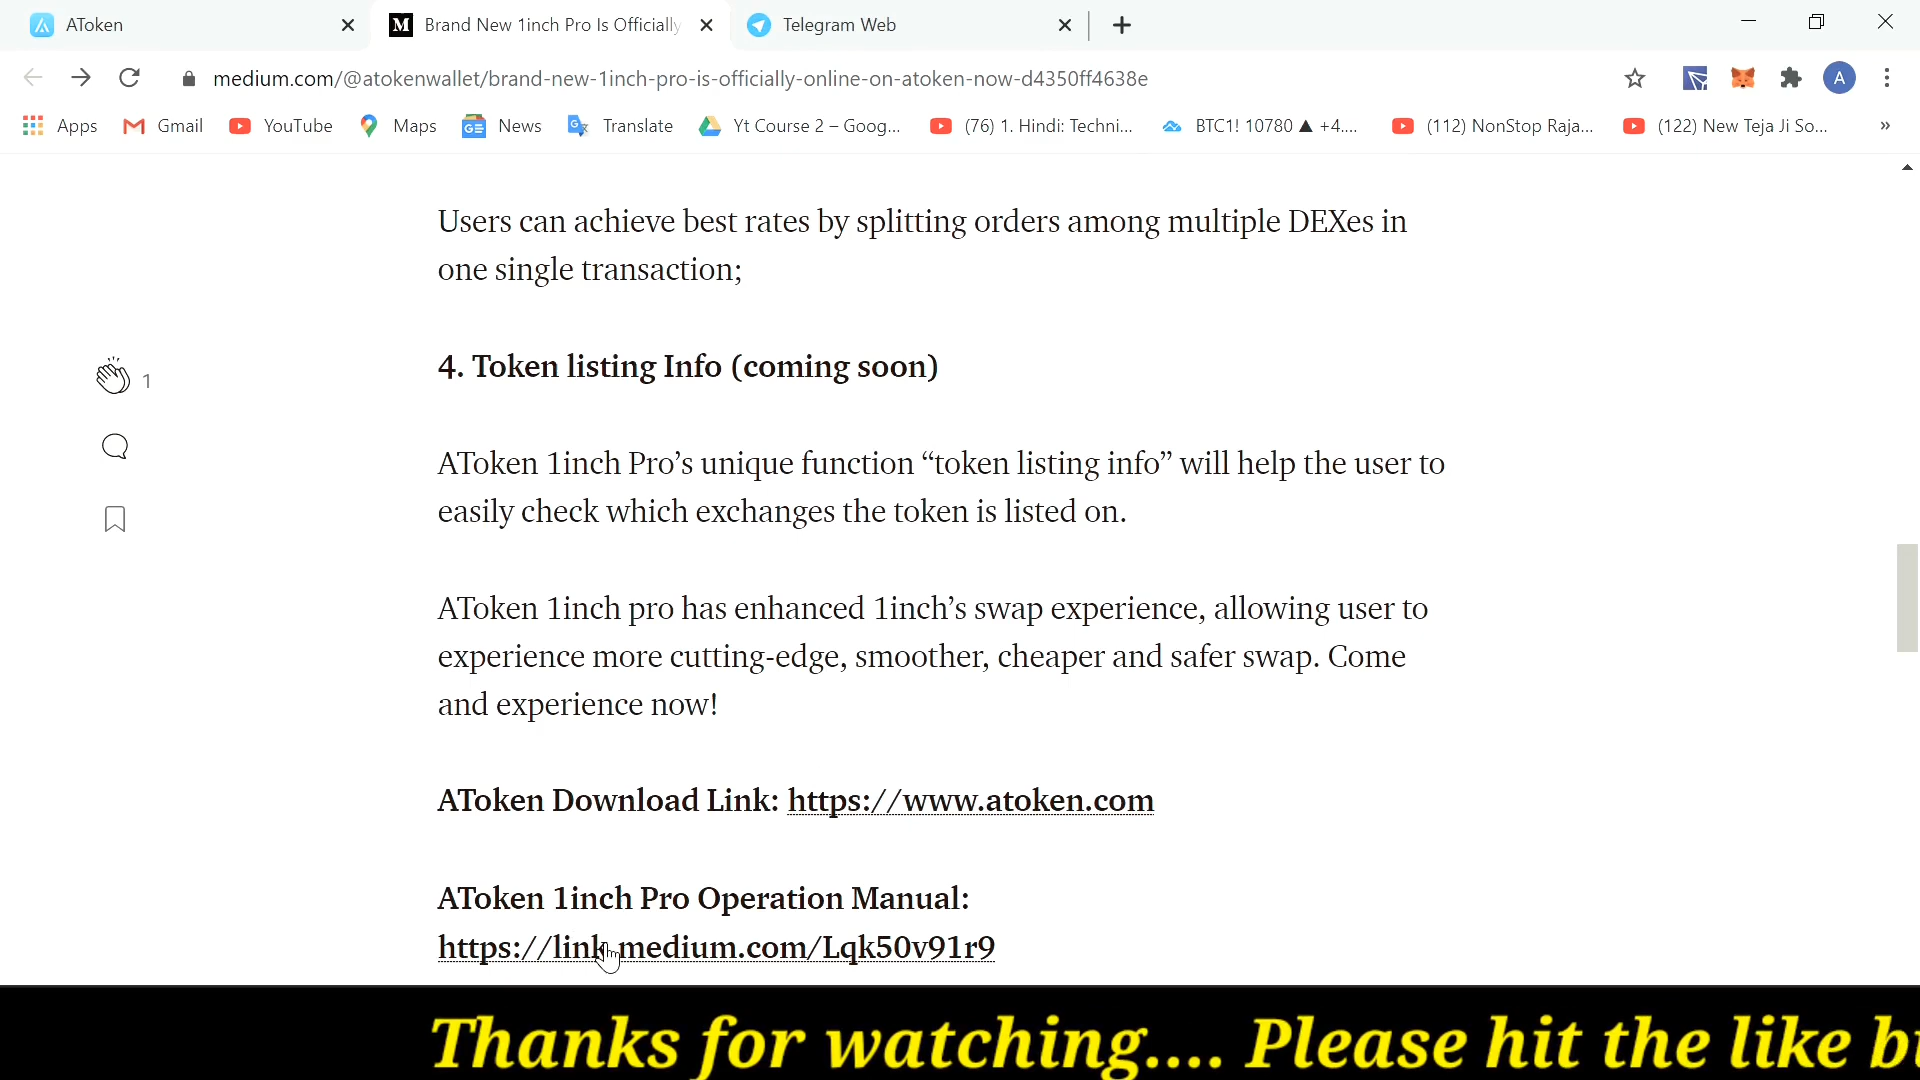 AToken
Brand New 1inch Pro Is Officially
Telegram Web
medium.com/@atokenwallet/brand-new-1inch-pro-is-officially-online-on-atoken-now-d4350ff4638e
A
Apps
Gmail
YouTube
Maps
News
Translate
Yt Course 2 – Goog...
(76) 1. Hindi: Techni...
BTC1! 10780 ▲ +4....
(112) NonStop Raja...
(122) New Teja Ji So...
»
Users can achieve best rates by splitting orders among multiple DEXes in
one single transaction;
4. Token listing Info (coming soon)
1
AToken 1inch Pro’s unique function “token listing info” will help the user to
easily check which exchanges the token is listed on.
AToken 1inch pro has enhanced 1inch’s swap experience, allowing user to
experience more cutting-edge, smoother, cheaper and safer swap. Come
and experience now!
AToken Download Link: https://www.atoken.com
AToken 1inch Pro Operation Manual:
https://link.medium.com/Lqk50v91r9
Thanks for watching.... Please hit the like